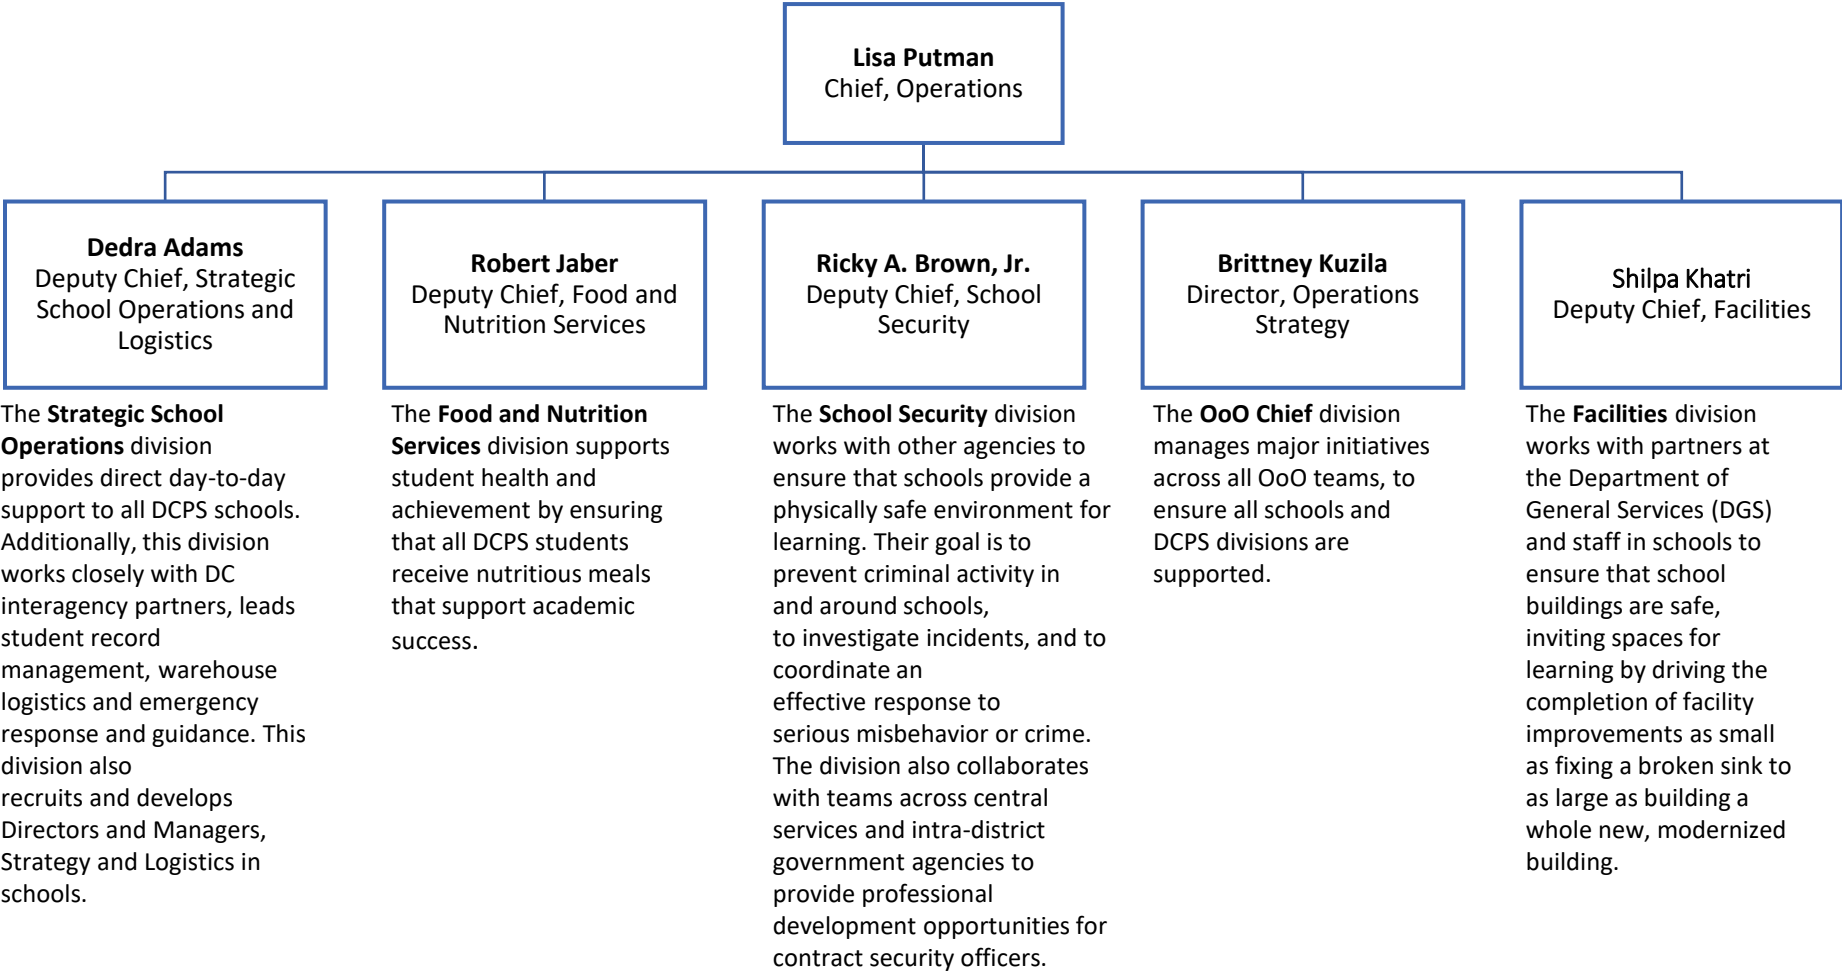 Lisa Putman
Chief, Operations
Dedra Adams
Deputy Chief, Strategic
School Operations and
Logistics
Robert Jaber
Deputy Chief, Food and
Nutrition Services
Ricky A. Brown, Jr.
Deputy Chief, School
Security
Brittney Kuzila
Director, Operations
Strategy
Shilpa Khatri
Deputy Chief, Facilities
The Strategic School
Operations division
provides direct day-to-day
support to all DCPS schools.
Additionally, this division
works closely with DC
interagency partners, leads
student record
management, warehouse
logistics and emergency
response and guidance. This
division also
recruits and develops
Directors and Managers,
Strategy and Logistics in
schools.
The Food and Nutrition
Services division supports
student health and
achievement by ensuring
that all DCPS students
receive nutritious meals
that support academic
success.
The School Security division
works with other agencies to
ensure that schools provide a
physically safe environment for
learning. Their goal is to
prevent criminal activity in
and around schools,
to investigate incidents, and to
coordinate an
effective response to
serious misbehavior or crime.
The division also collaborates
with teams across central
services and intra-district
government agencies to
provide professional
development opportunities for
contract security officers.
The OoO Chief division
manages major initiatives
across all OoO teams, to
ensure all schools and
DCPS divisions are
supported.
The Facilities division
works with partners at
the Department of
General Services (DGS)
and staff in schools to
ensure that school
buildings are safe,
inviting spaces for
learning by driving the
completion of facility
improvements as small
as fixing a broken sink to
as large as building a
whole new, modernized
building.